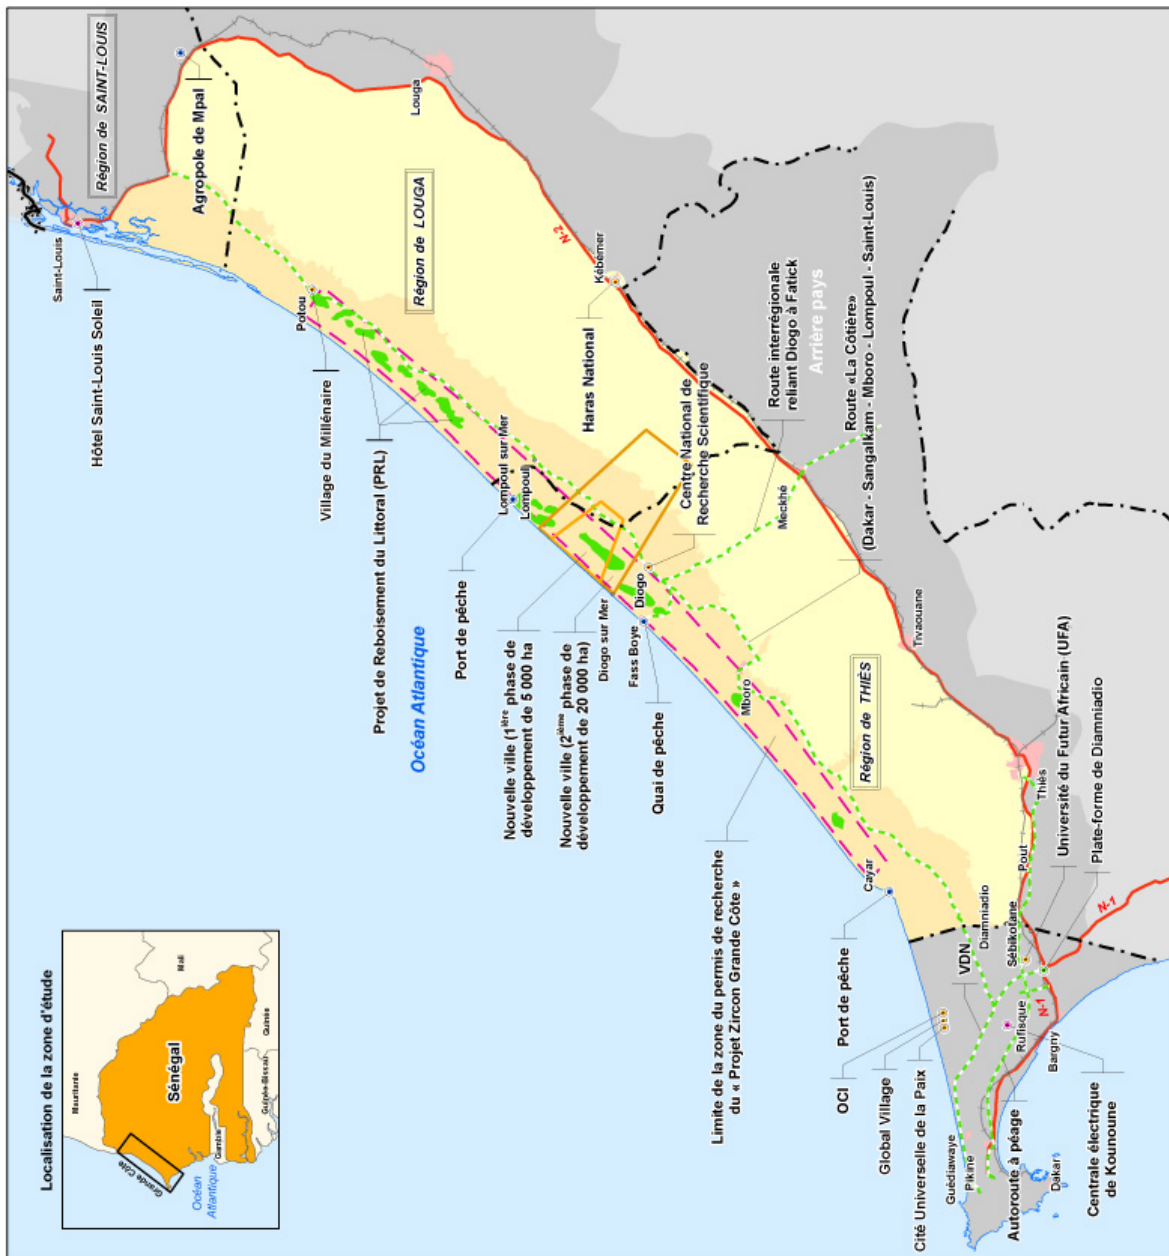 Localisation de la zone d'étude
Mauritanie
Mali
Sénégal
Grande Côte
Océan
Atlantique
Gambie
Guinée-Bissau
Guinée
Saint-Louis
Région de SAINT-LOUIS
Hôtel Saint-Louis Soleil
Agropole de Mpal
Louga
Région de LOUGA
Potou
Village du Millénaire
Projet de Reboisement du Littoral (PRL)
Océan Atlantique
N-2
Kébémer
Haras National
Lompoul sur Mer
Lompoul
Port de pêche
Centre National de
Recherche Scientifique
Route interrégionale
reliant Diogo à Fatick
Arrière pays
Route «La Côtière»
(Dakar - Sangalkam - Mboro - Lompoul - Saint-Louis)
Nouvelle ville (1ière phase de
développement de 5 000 ha
Nouvelle ville (2ième phase de
développement de 20 000 ha)
Diogo sur Mer
Diogo
Fass Boye
Quai de pêche
Meckhé
Mboro
Tivaouane
Région de THIÈS
Limite de la zone du permis de recherche
du « Projet Zircon Grande Côte »
Cayar
Port de pêche
Thiès
Pout
Université du Futur Africain (UFA)
Plate-forme de Diamniadio
Diamniadio
Sébikotane
VDN
N-1
N-1
OCI
Global Village
Cité Universelle de la Paix
Rufisque
Bargny
Guédiawaye
Pikine
Autoroute à péage
Dakar
Centrale électrique
de Kounoune